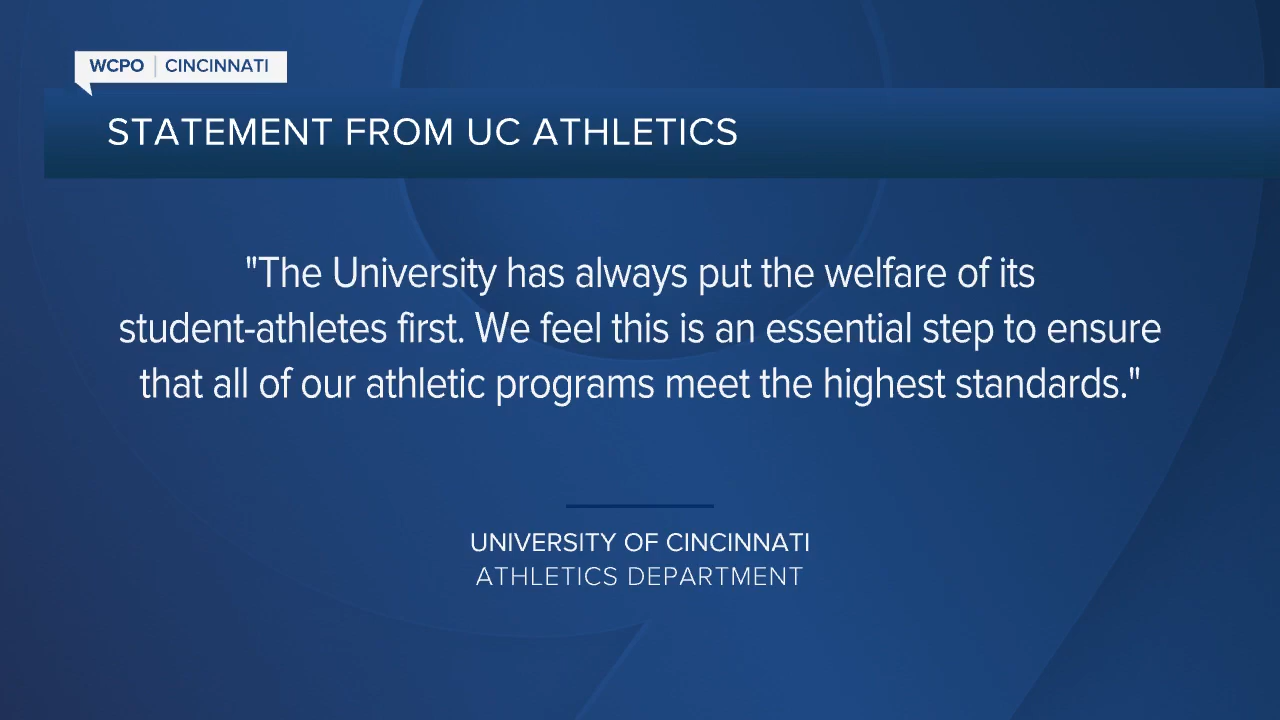 WCPO | CINCINNATI
STATEMENT FROM UC ATHLETICS
"The University has always put the welfare of its
student-athletes first. We feel this is an essential step to ensure
that all of our athletic programs meet the highest standards."
UNIVERSITY OF CINCINNATI
ATHLETICS DEPARTMENT